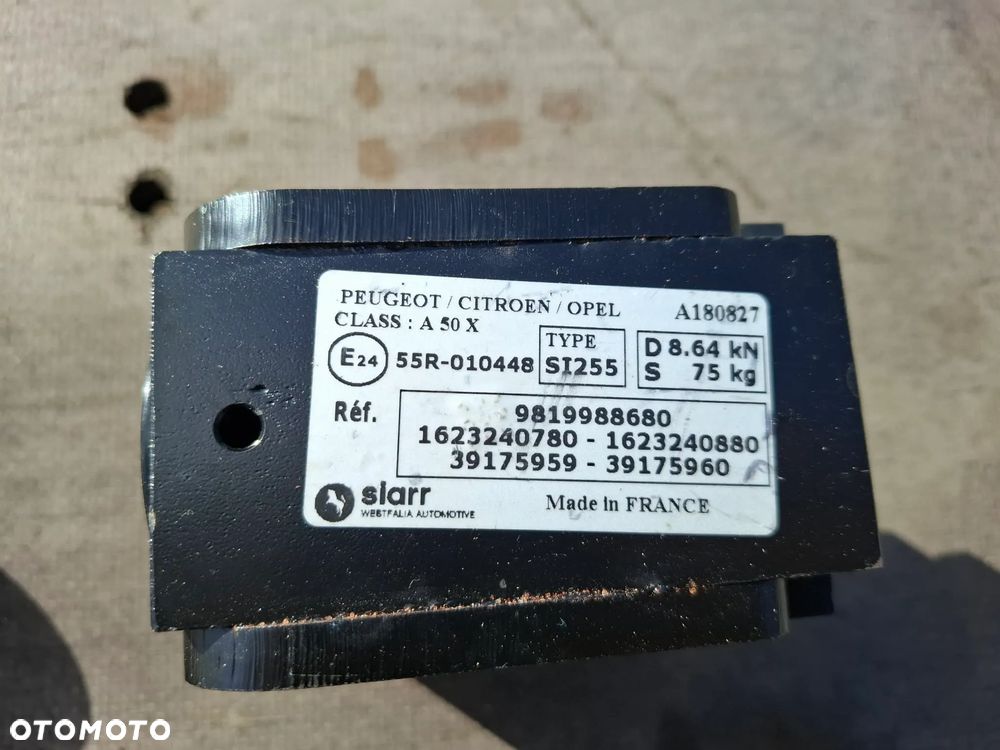 PEUGEOT / CITROEN / OPEL A180827
CLASS : A 50 X
E24 55R-010448 TYPE SI255 D 8.64 kN
S 75 kg
Réf. 9819988680
1623240780 - 1623240880
39175959 - 39175960
siarr
WESTFALIA AUTOMOTIVE
Made in FRANCE
OTOMOTO